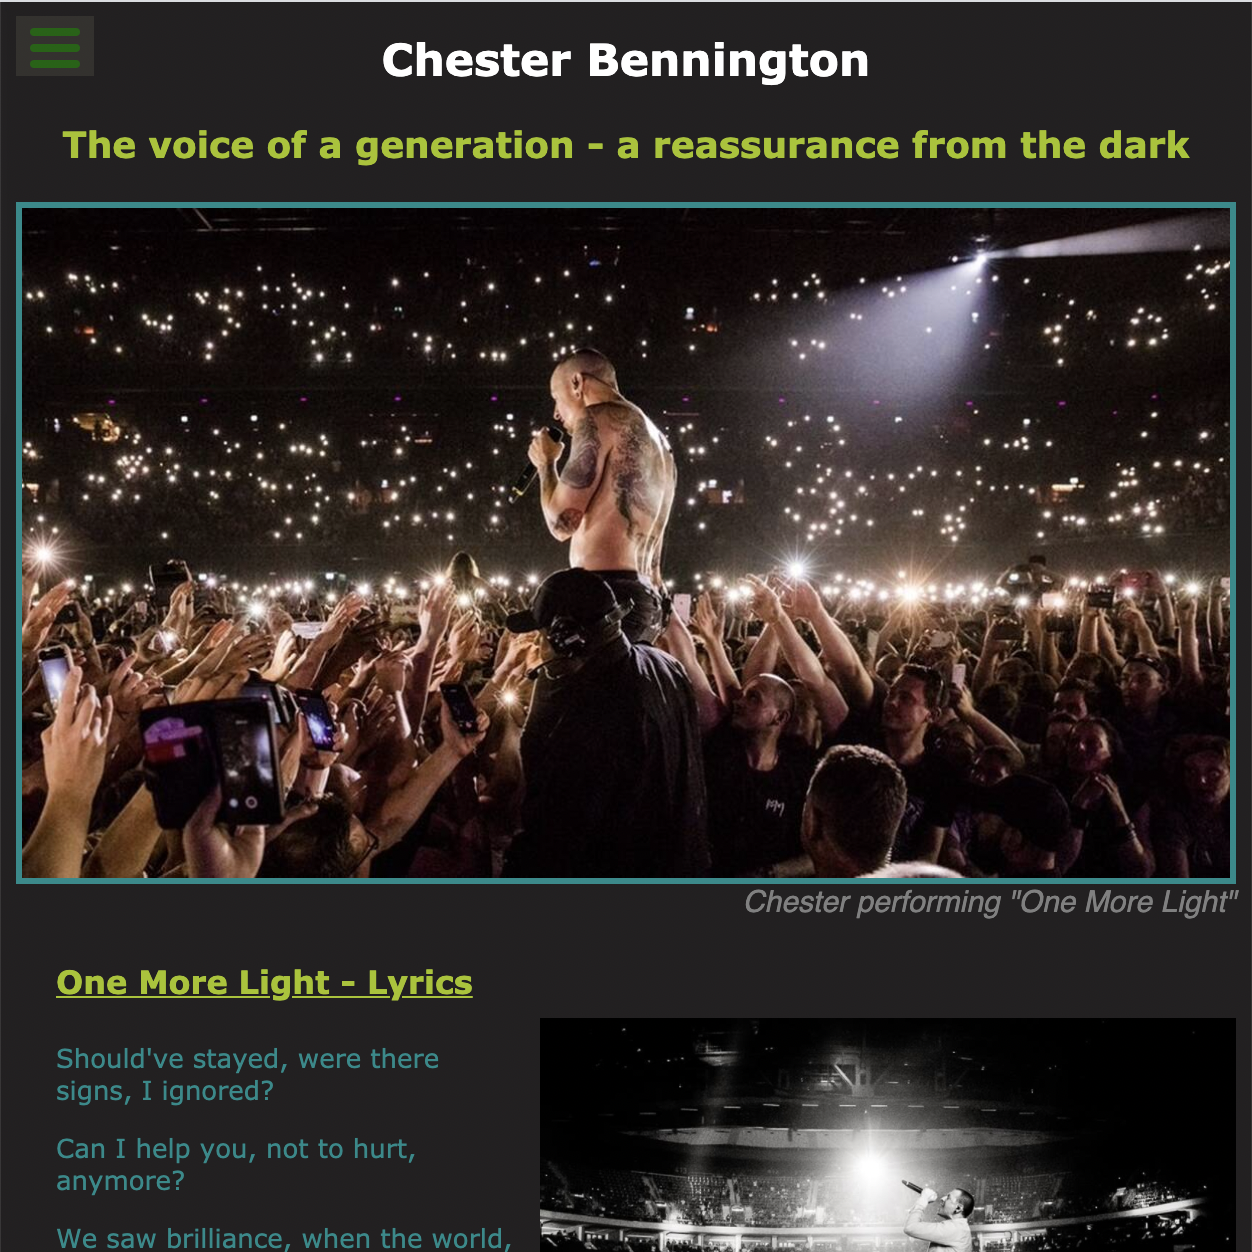 Chester Bennington
The voice of a generation - a reassurance from the dark
Chester performing "One More Light"
One More Light - Lyrics
Should've stayed, were there
signs, I ignored?
Can I help you, not to hurt,
anymore?
We saw brilliance, when the world,